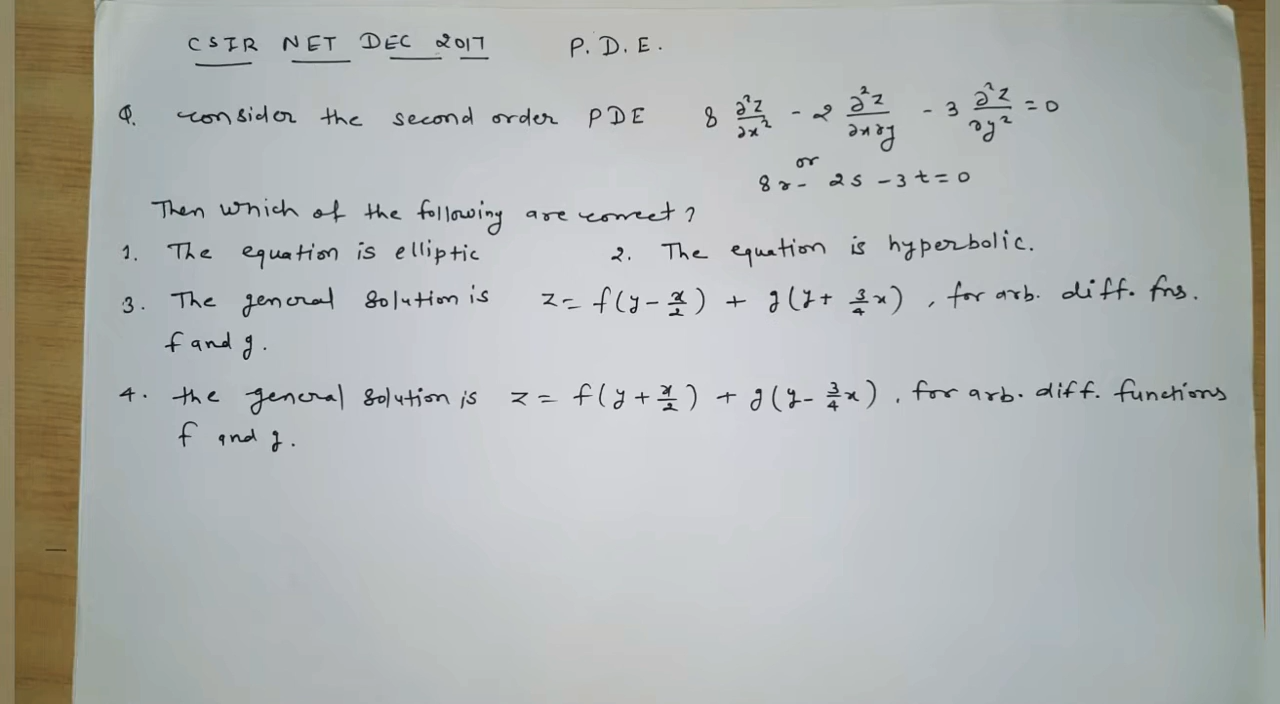 CSIR NET DEC 2017 P.D.E.
Q. consider the second order PDE 8 ∂²z/∂x² - 2 ∂²z/∂x∂y - 3 ∂²z/∂y² = 0
or
8r - 2s - 3t = 0
Then which of the following are correct?
1. The equation is elliptic 2. The equation is hyperbolic.
3. The general solution is z = f(y - x/2) + g(y + 3/4 x), for arb. diff. fns.
f and g.
4. the general solution is z = f(y + x/2) + g(y - 3/4 x), for arb. diff. functions
f and g.